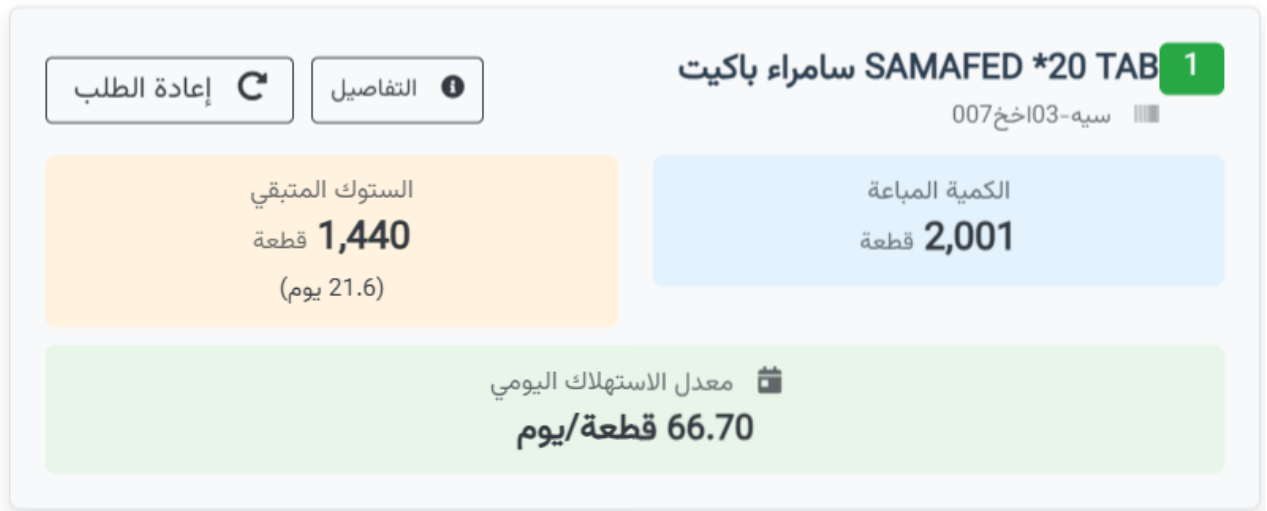 1 SAMAFED *20 TAB سامراء باكيت
سيه-03اخخ007
التفاصيل
إعادة الطلب
الكمية المباعة
2,001 قطعة
الستوك المتبقي
1,440 قطعة
(21.6 يوم)
معدل الاستهلاك اليومي
66.70 قطعة/يوم